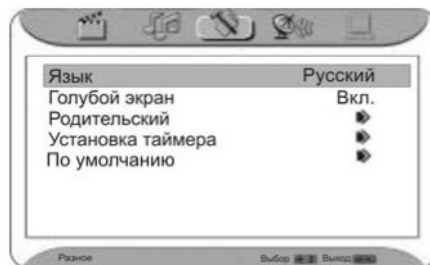 Язык Русский
Голубой экран Вкл.
Родительский
Установка таймера
По умолчанию
Разное Выбор Выход